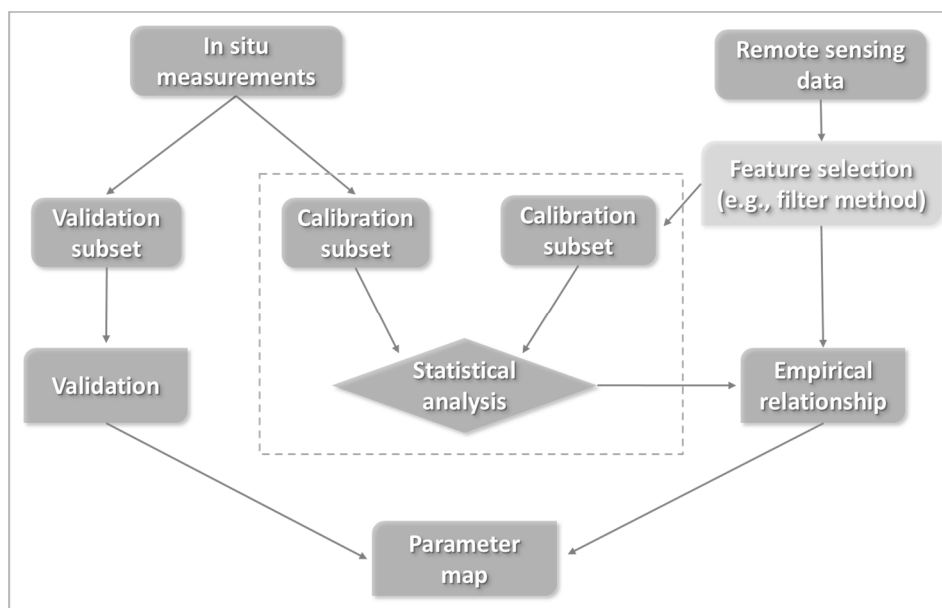 In situ
measurements
Remote sensing
data
Feature selection
(e.g., filter method)
Validation
subset
Calibration
subset
Calibration
subset
Validation
Statistical
analysis
Empirical
relationship
Parameter
map